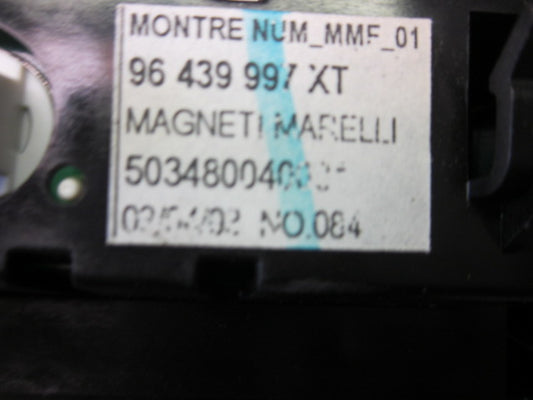 MONTRE NUM_MMF_01
96 439 997 XT
MAGNETI MARELLI
NO.084